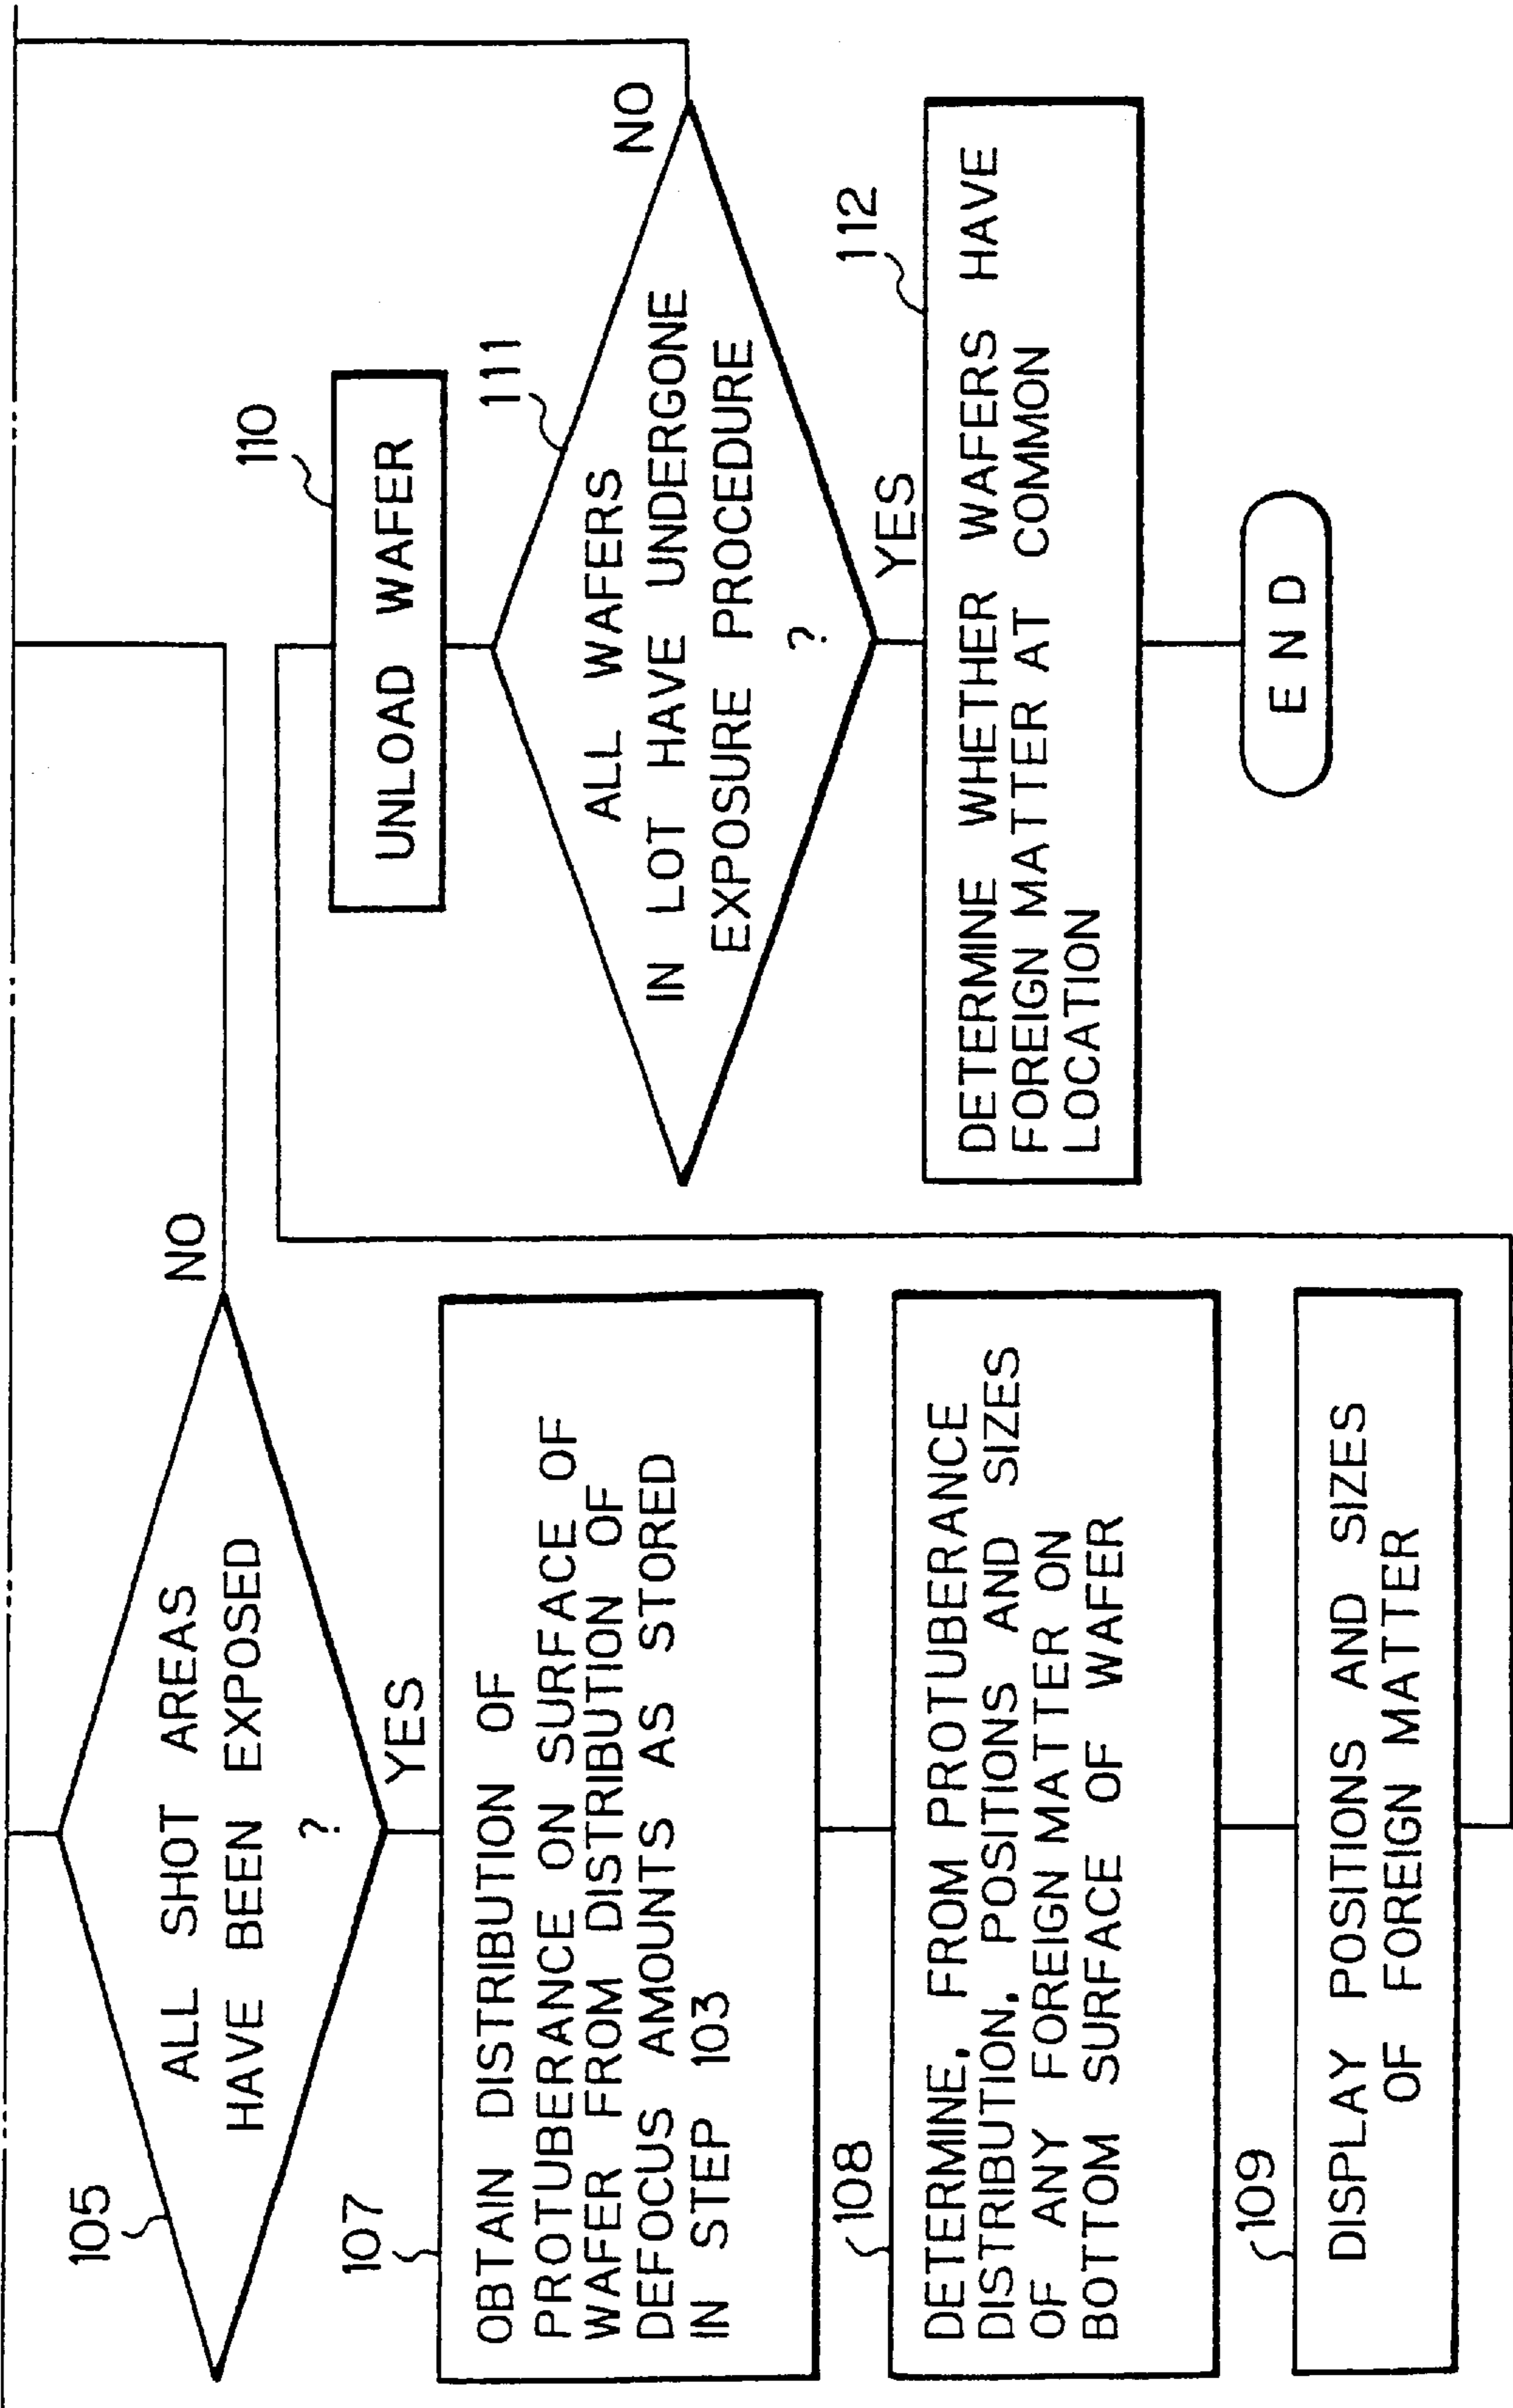 105
ALL SHOT AREAS
HAVE BEEN EXPOSED
?
NO
YES
107
OBTAIN DISTRIBUTION OF
PROTUBERANCE ON SURFACE OF
WAFER FROM DISTRIBUTION OF
DEFOCUS AMOUNTS AS STORED
IN STEP 103
108
DETERMINE, FROM PROTUBERANCE
DISTRIBUTION, POSITIONS AND SIZES
OF ANY FOREIGN MATTER ON
BOTTOM SURFACE OF WAFER
109
DISPLAY POSITIONS AND SIZES
OF FOREIGN MATTER
110
UNLOAD WAFER
111
ALL WAFERS
IN LOT HAVE UNDERGONE
EXPOSURE PROCEDURE
?
NO
YES
112
DETERMINE WHETHER WAFERS HAVE
FOREIGN MATTER AT COMMON
LOCATION
END